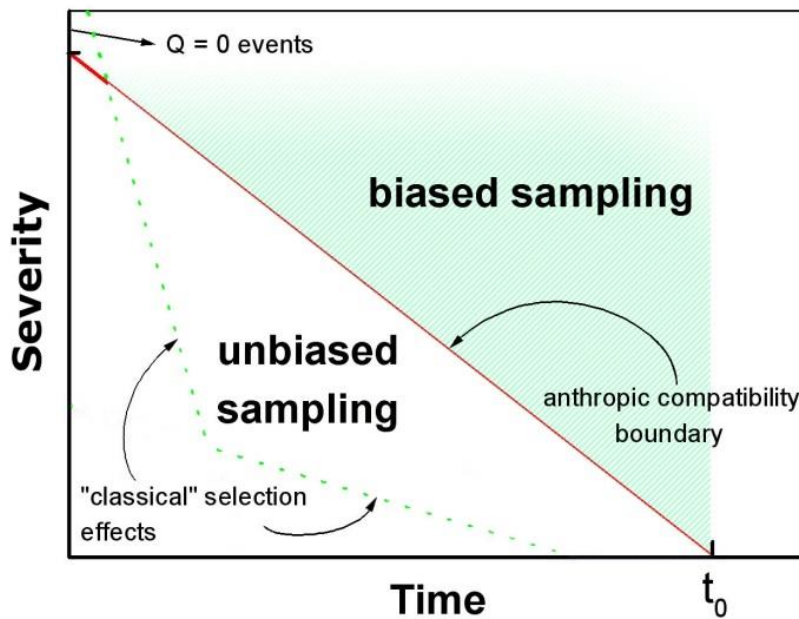 Q = 0 events
biased sampling
Severity
unbiased
sampling
anthropic compatibility
boundary
"classical" selection
effects
Time
t₀